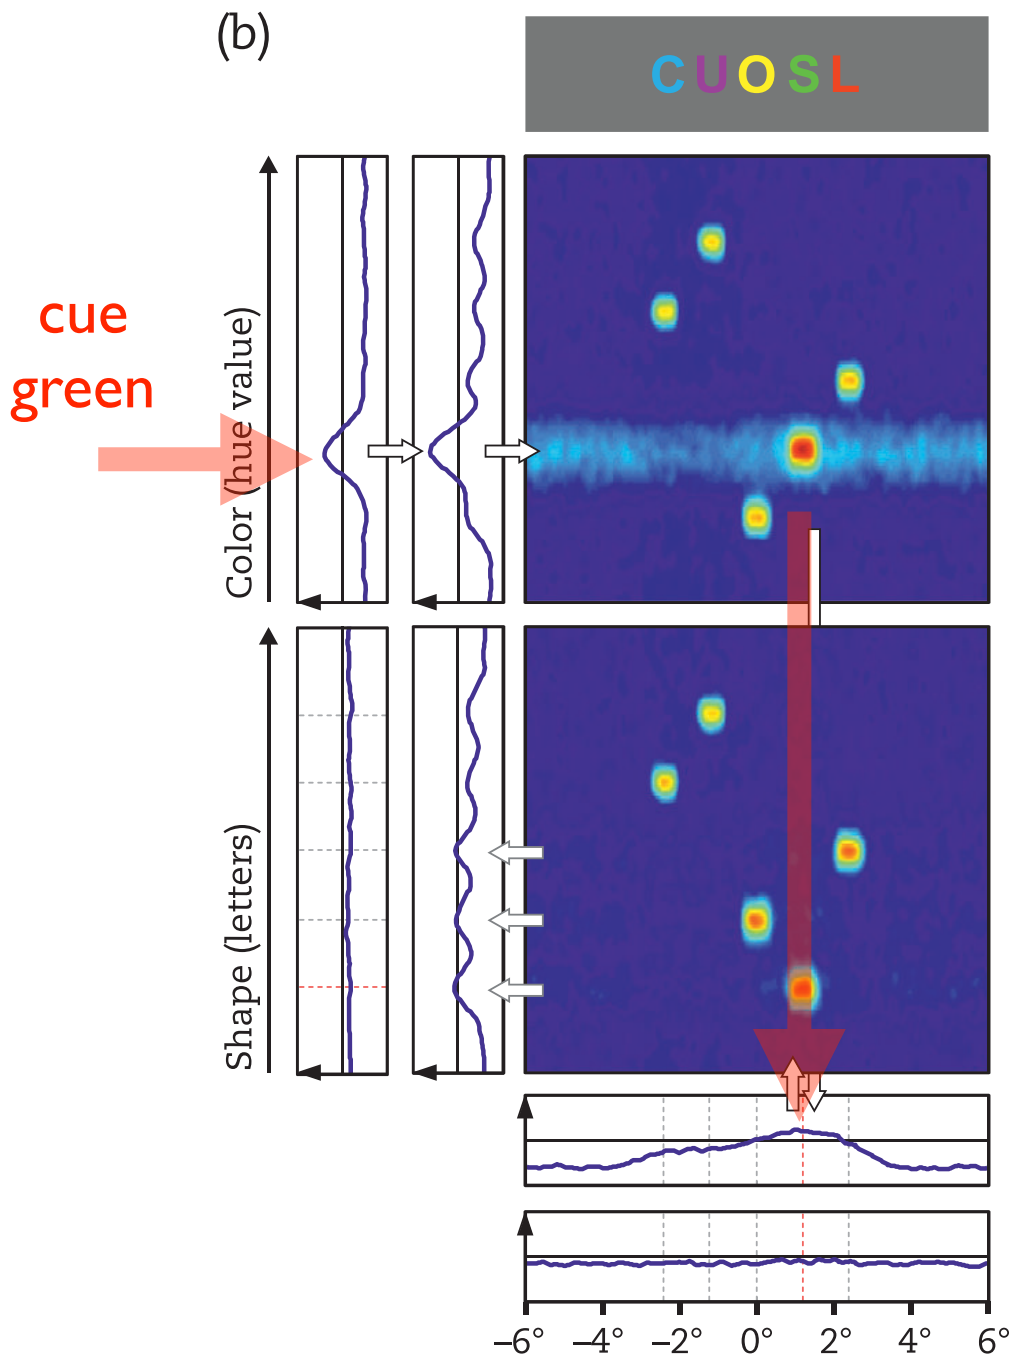 (b)
CUOSL
cue
green
Color (hue value)
Shape (letters)
−6° −4° −2° 0° 2° 4° 6°